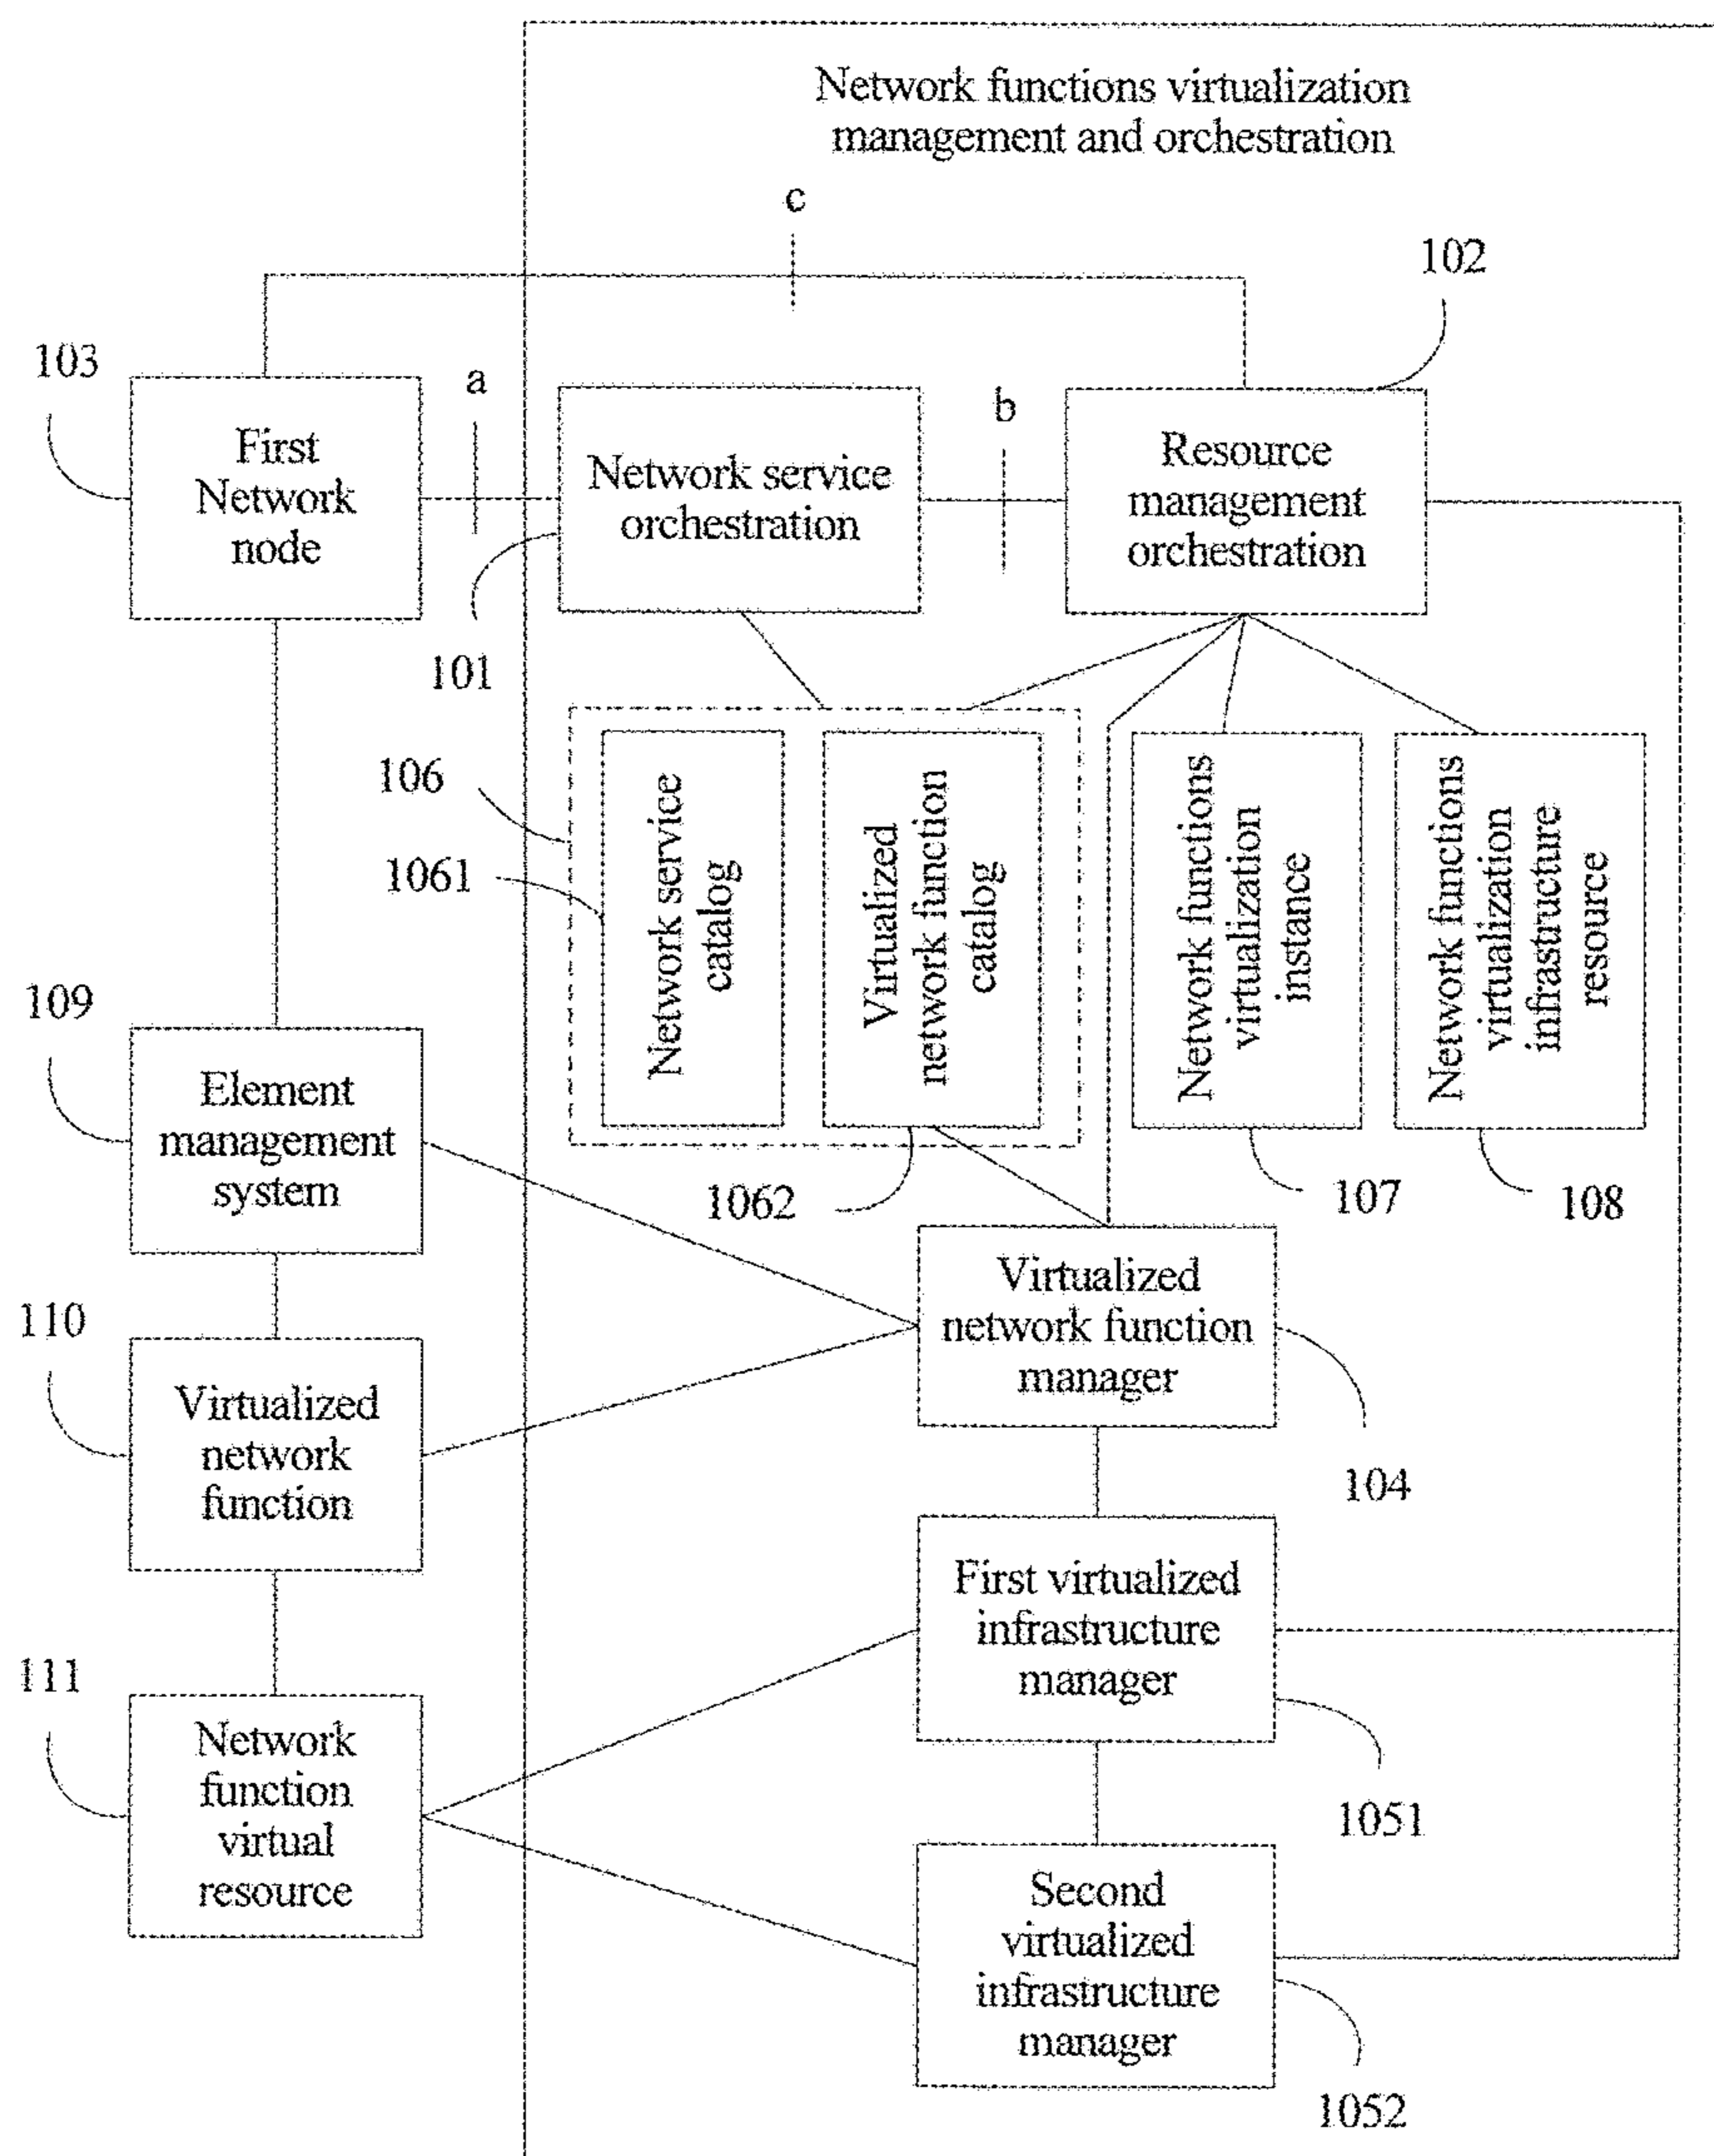 Network functions virtualization
management and orchestration
c
102
103
a
b
First
Network
node
Network service
orchestration
Resource
management
orchestration
101
106
1061
Network service
catalog
Virtualized
network function
catalog
Network functions
virtualization
instance
Network functions
virtualization
infrastructure
resource
109
Element
management
system
1062
107
108
110
Virtualized
network function
manager
Virtualized
network
function
104
First virtualized
infrastructure
manager
111
Network
function
virtual
resource
1051
Second
virtualized
infrastructure
manager
1052